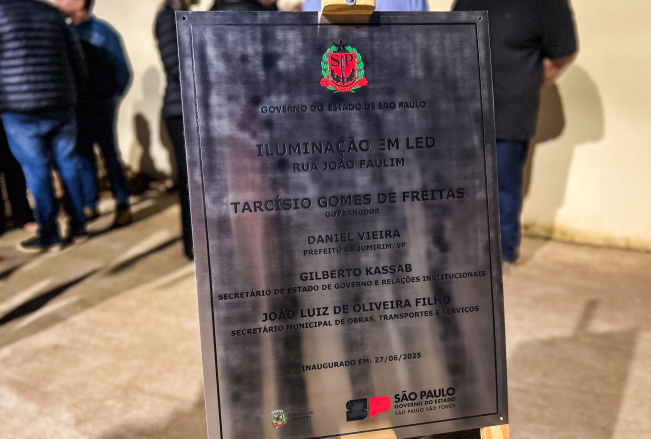 SP
GOVERNO DO ESTADO DE SÃO PAULO
ILUMINAÇÃO EM LED
RUA JOÃO PAULIM
TARCÍSIO GOMES DE FREITAS
GOVERNADOR
DANIEL VIEIRA
PREFEITO DE JUMIRIM/SP
GILBERTO KASSAB
SECRETÁRIO DE ESTADO DE GOVERNO E RELAÇÕES INSTITUCIONAIS
JOÃO LUIZ DE OLIVEIRA FILHO
SECRETÁRIO MUNICIPAL DE OBRAS, TRANSPORTES E SERVIÇOS
INAUGURADO EM: 27/06/2025
SÃO PAULO
GOVERNO DO ESTADO
SÃO PAULO SÃO TODOS